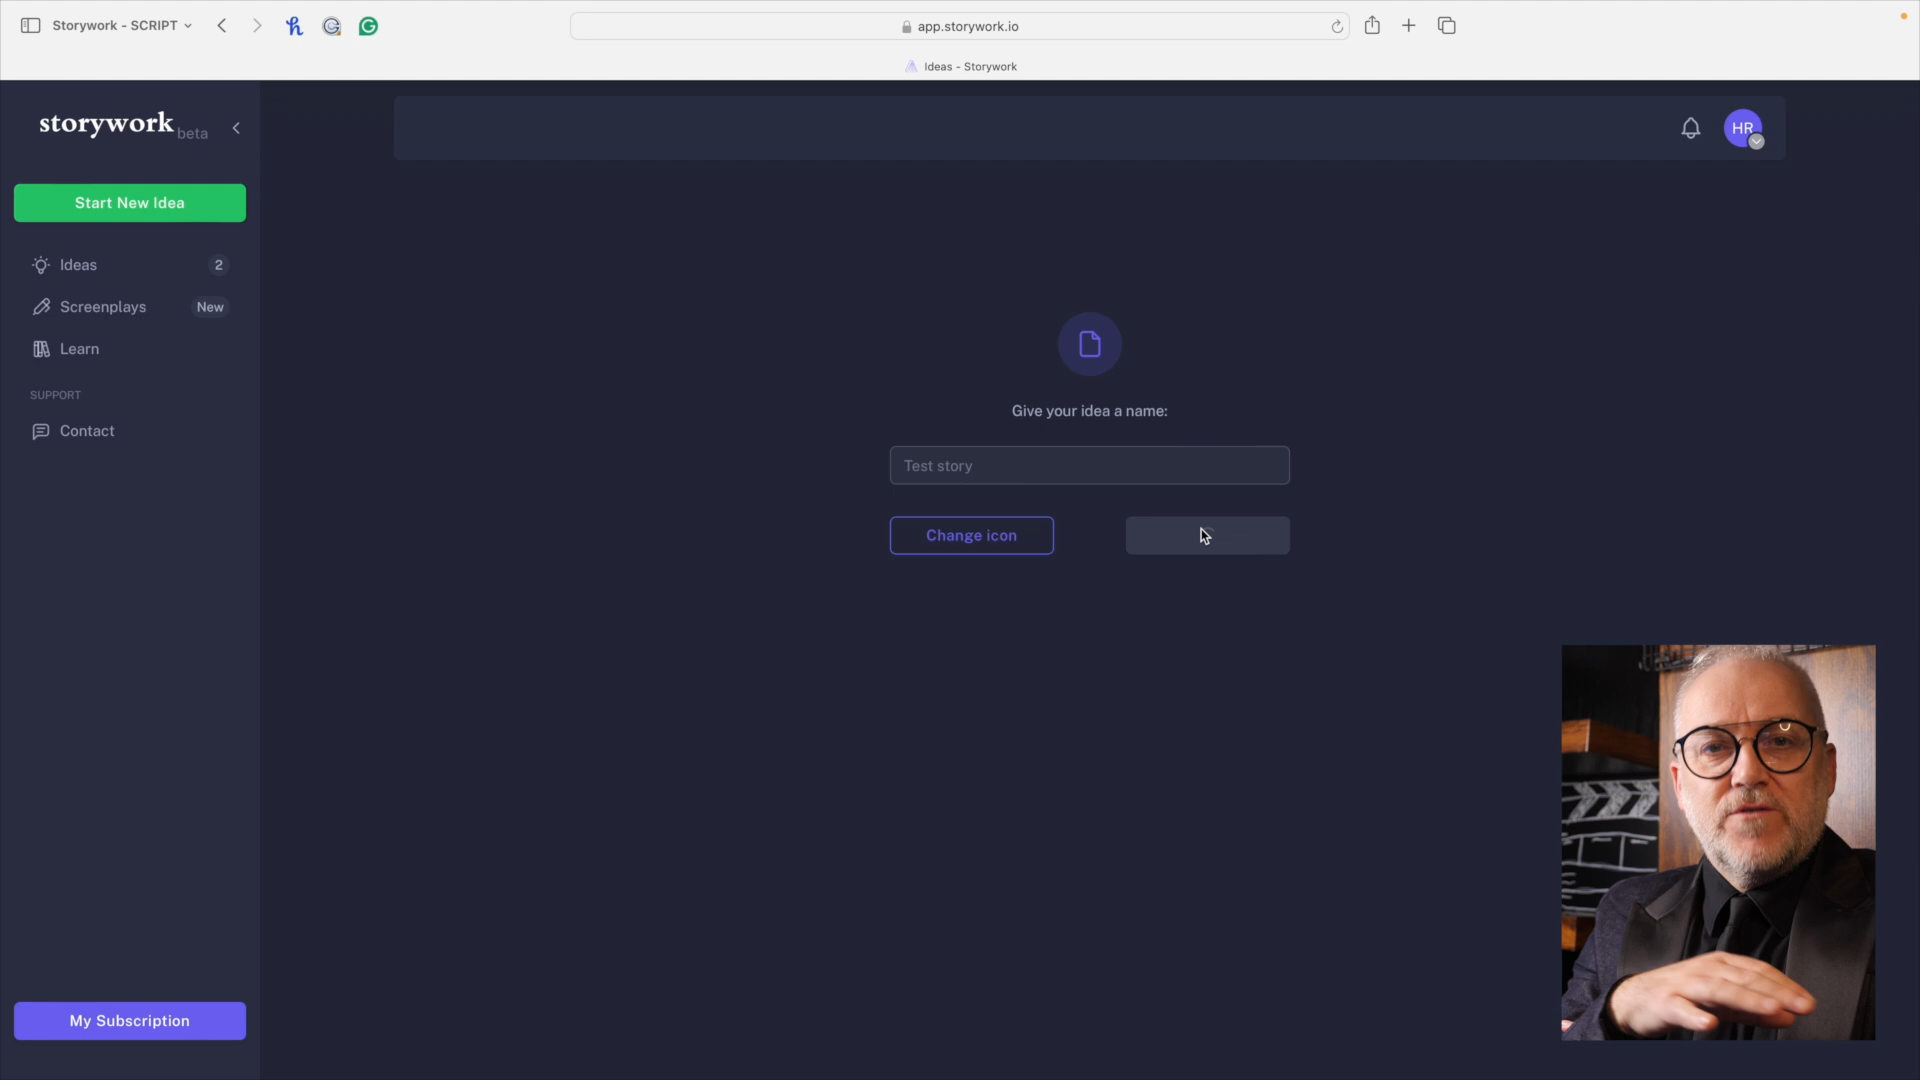 Storywork - SCRIPT
app.storywork.io
Ideas - Storywork
storywork beta
HR
Start New Idea
Ideas 2
Screenplays New
Learn
SUPPORT
Contact
Give your idea a name:
Test story
Change icon
My Subscription